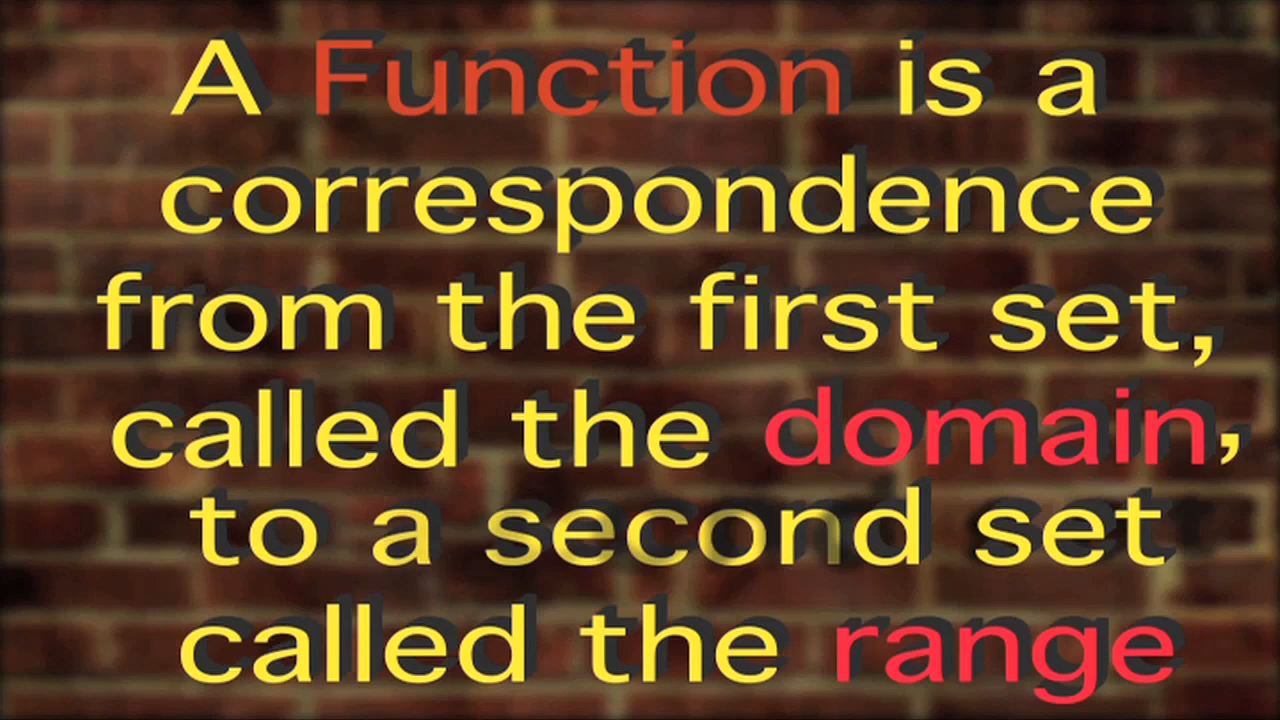 A Function is a
correspondence
from the first set,
called the domain,
to a second set
called the range